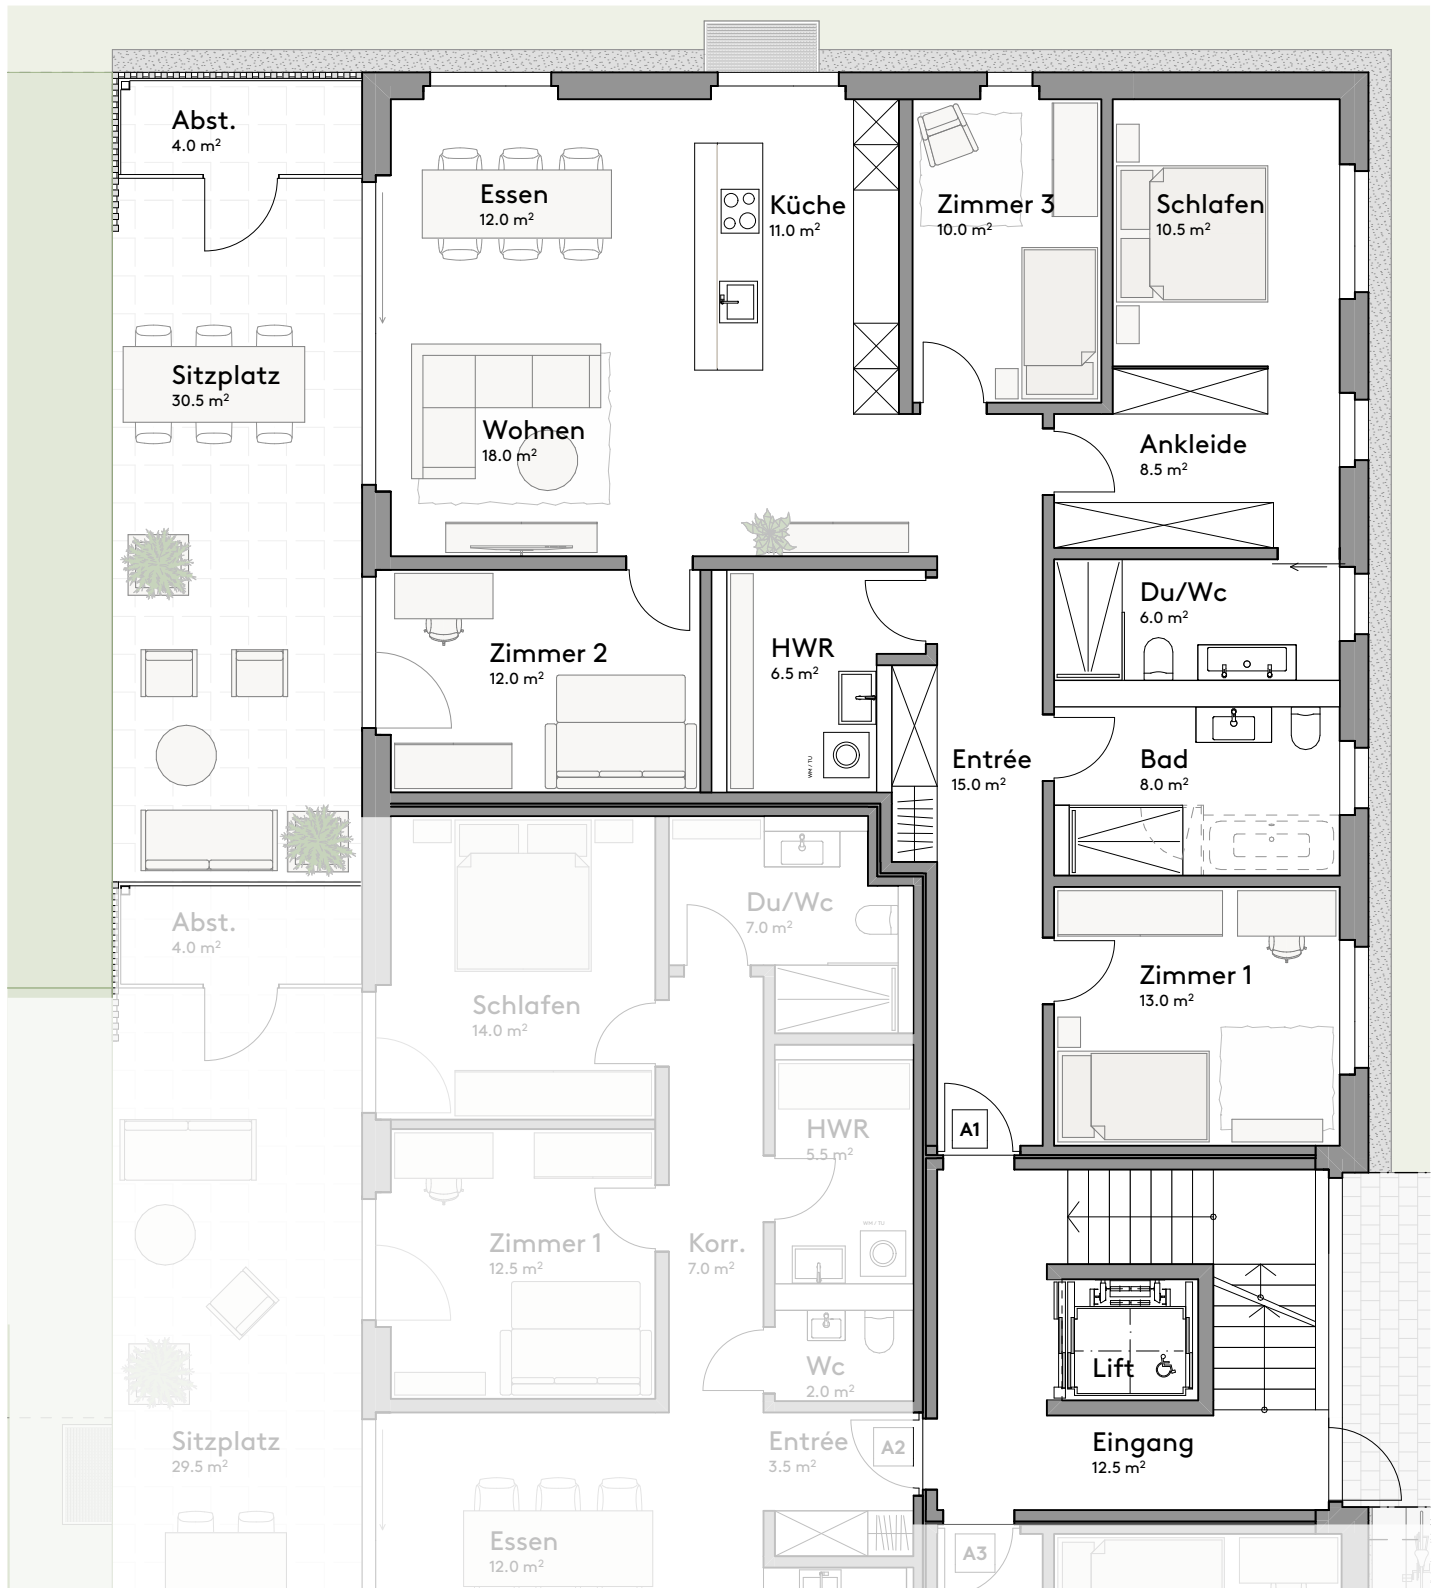 Abst.
4.0 m²
Essen
12.0 m²
Küche
11.0 m²
Zimmer 3
10.0 m²
Schlafen
10.5 m²
Sitzplatz
30.5 m²
Wohnen
18.0 m²
Ankleide
8.5 m²
Du/Wc
6.0 m²
Zimmer 2
12.0 m²
HWR
6.5 m²
WM / TU
Entrée
15.0 m²
Bad
8.0 m²
Abst.
4.0 m²
Du/Wc
7.0 m²
Schlafen
14.0 m²
Zimmer 1
13.0 m²
HWR
5.5 m²
A1
Zimmer 1
12.5 m²
Korr.
7.0 m²
WM / TU
Wc
2.0 m²
Lift
Sitzplatz
29.5 m²
Entrée
3.5 m²
A2
Eingang
12.5 m²
Essen
12.0 m²
A3